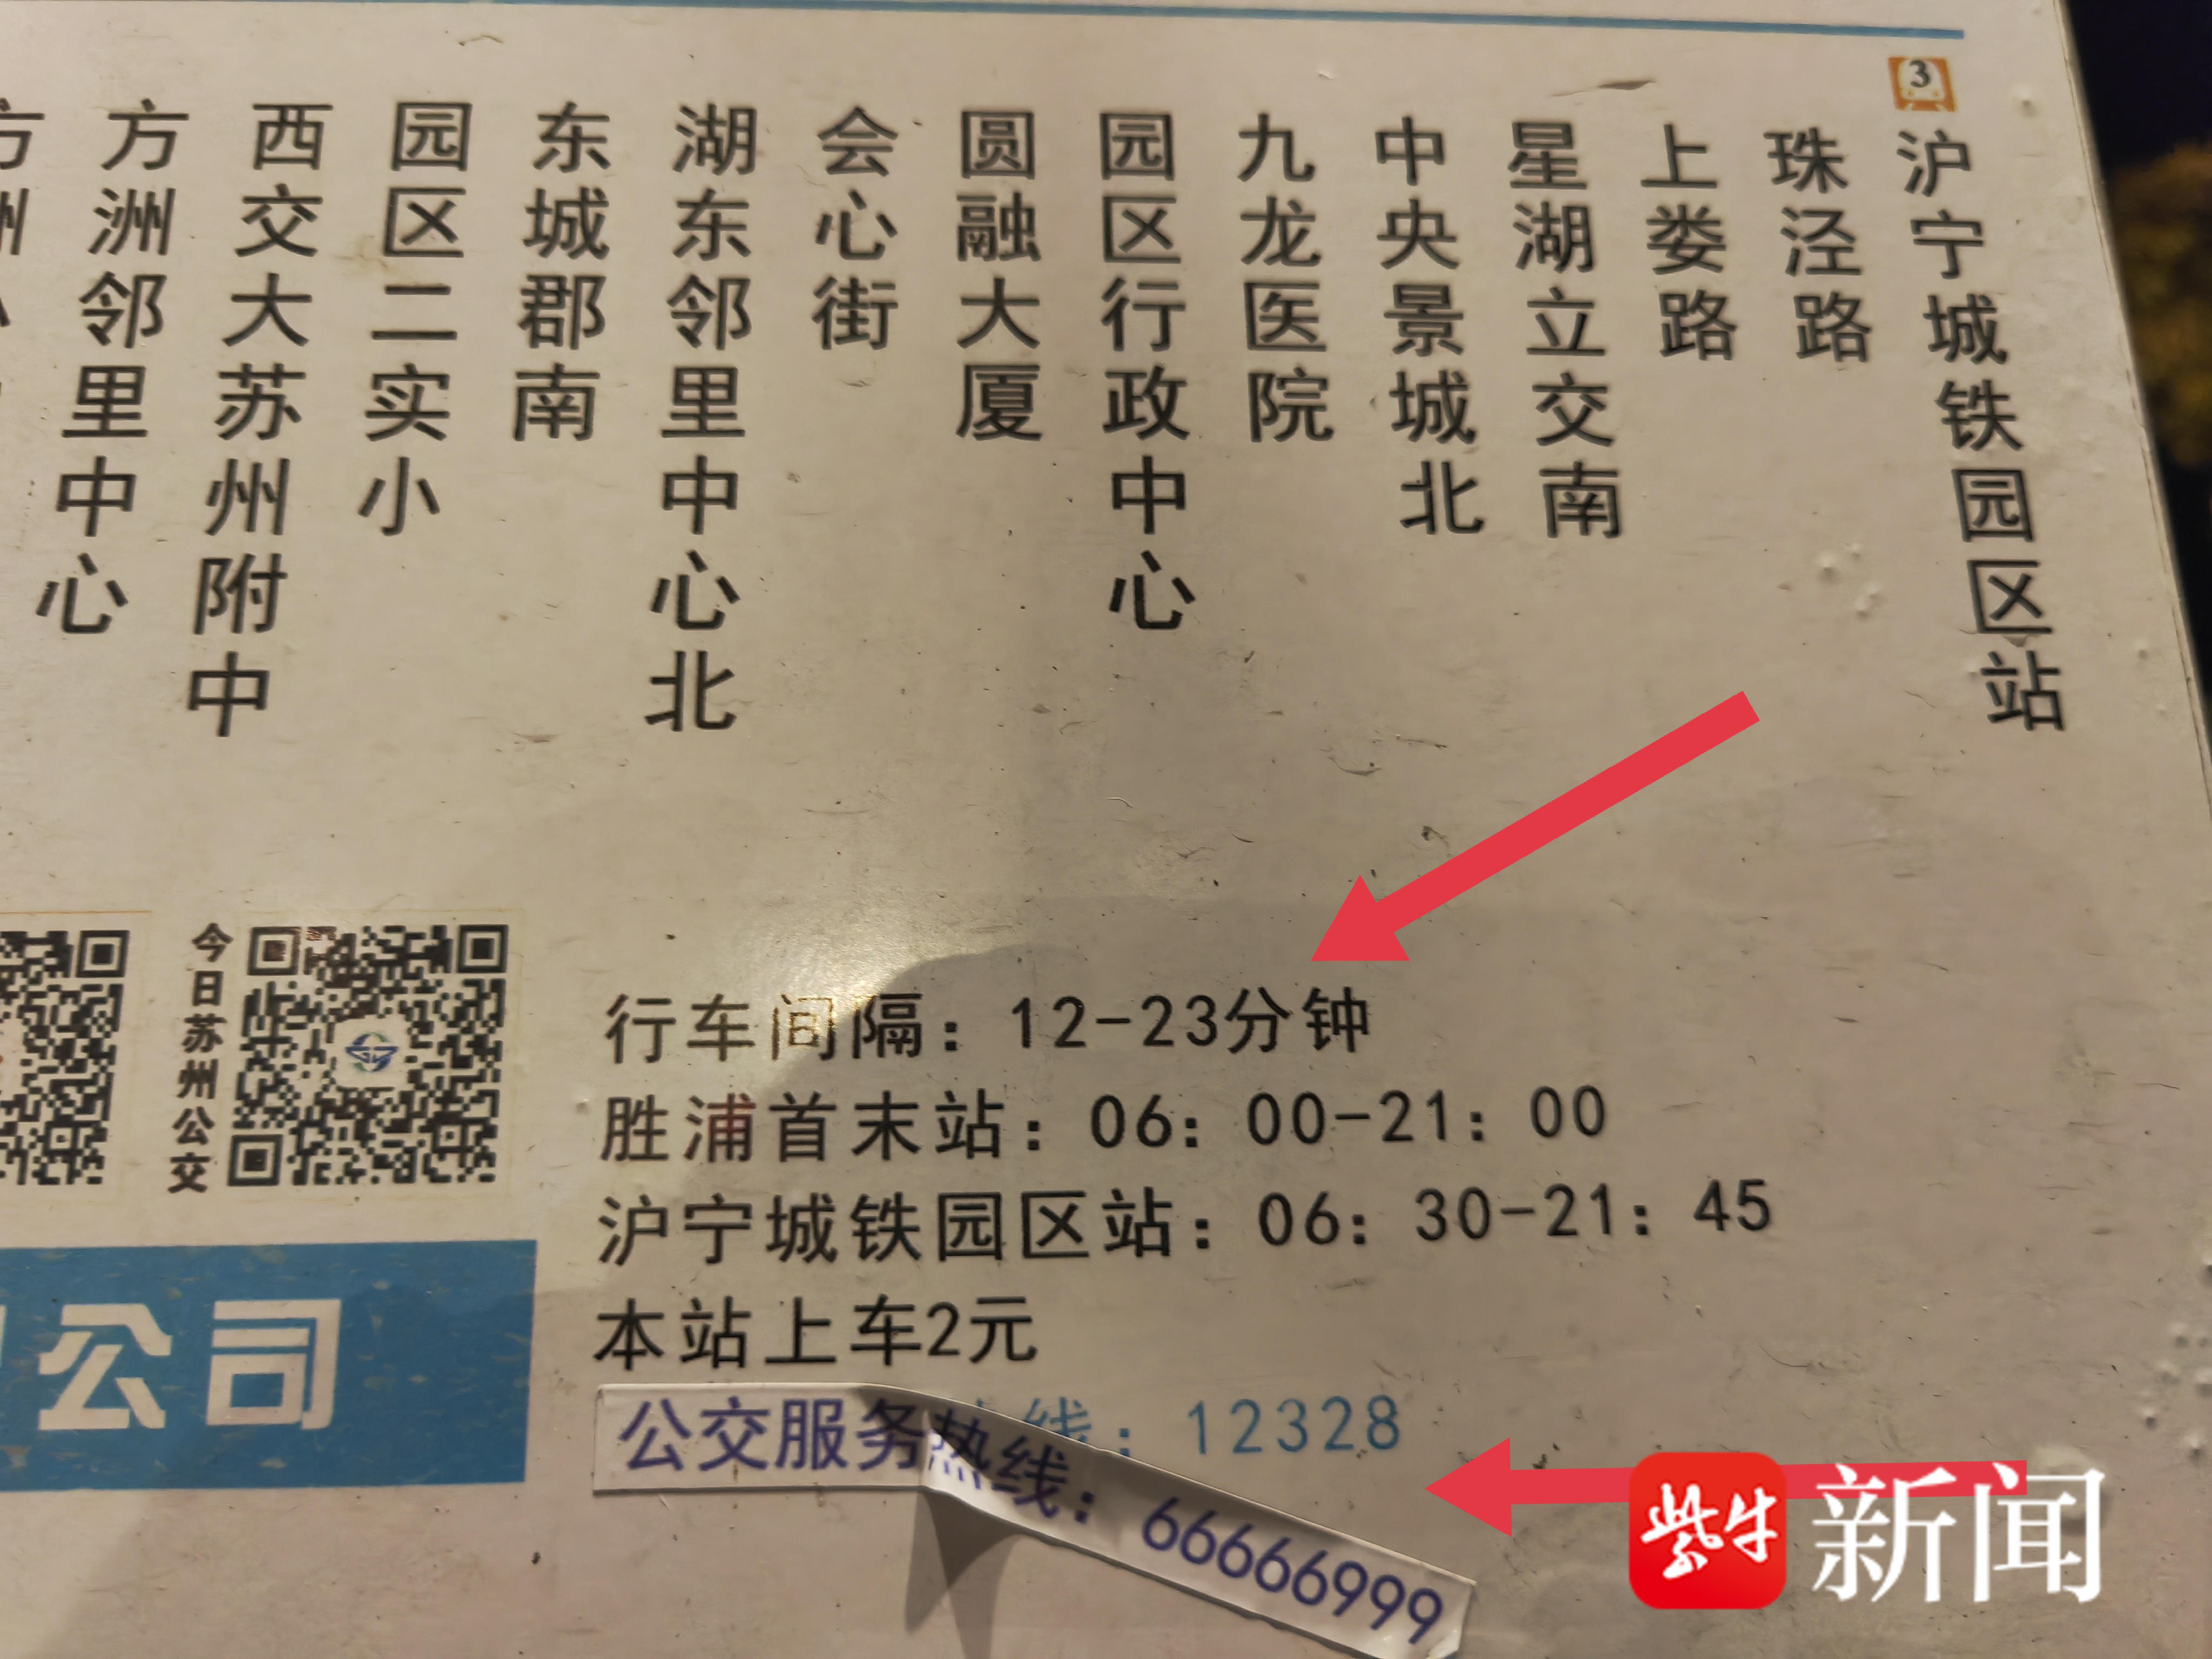 3
方洲邻里中心
西交大苏州附中
园区二实小
东城郡南
湖东邻里中心北
会心街
圆融大厦
园区行政中心
九龙医院
中央景城北
星湖立交南
上娄路
珠泾路
沪宁城铁园区站
今日苏州公交
行车间隔：12-23分钟
胜浦首末站：06：00-21：00
沪宁城铁园区站：06：30-21：45
本站上车2元
线：12328
公交服务热线：66666999
公司
紫牛新闻